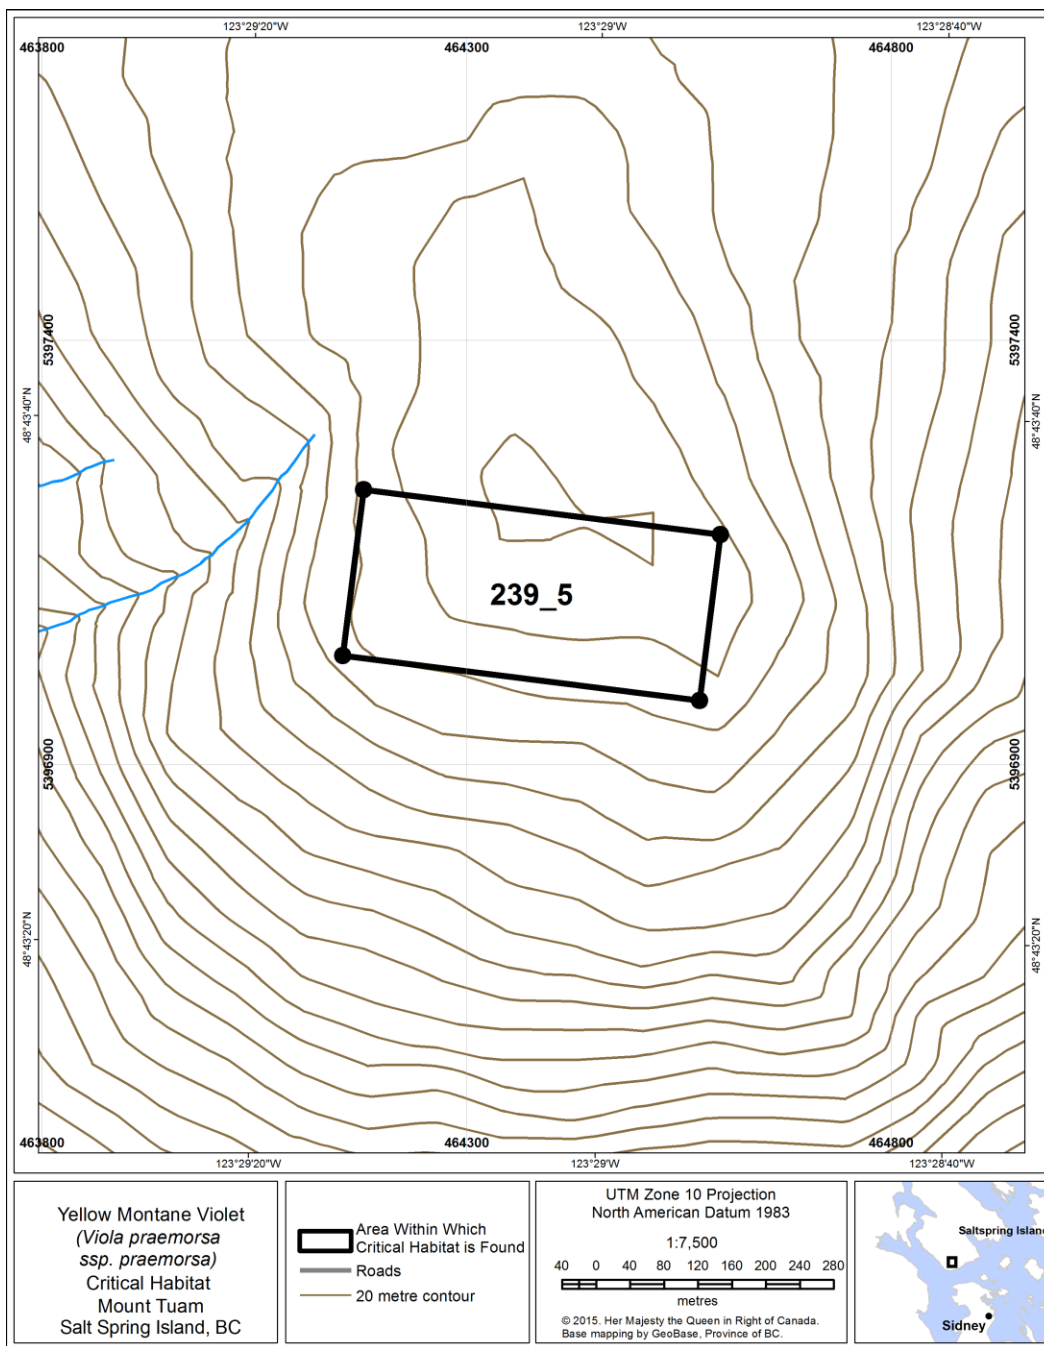 123°29'20"W 123°29'W 123°28'40"W
463800 464300 464800
5397400 5397400
48°43'40"N 48°43'40"N
239_5
5396900 5396900
48°43'20"N 48°43'20"N
463800 464300 464800
123°29'20"W 123°29'W 123°28'40"W
Yellow Montane Violet
(Viola praemorsa
ssp. praemorsa)
Critical Habitat
Mount Tuam
Salt Spring Island, BC
Area Within Which
Critical Habitat is Found
Roads
20 metre contour
UTM Zone 10 Projection
North American Datum 1983
1:7,500
40 0 40 80 120 160 200 240 280
metres
© 2015. Her Majesty the Queen in Right of Canada.
Base mapping by GeoBase, Province of BC.
Saltspring Island
Sidney